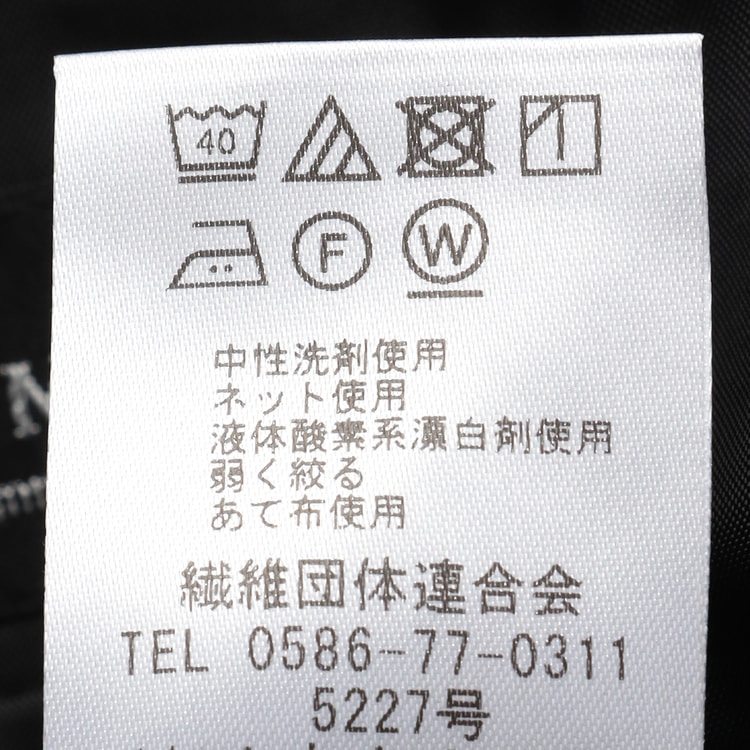 40
F W
中性洗剤使用
ネット使用
液体酸素系漂白剤使用
弱く絞る
あて布使用
繊維団体連合会
TEL 0586-77-0311
5227号